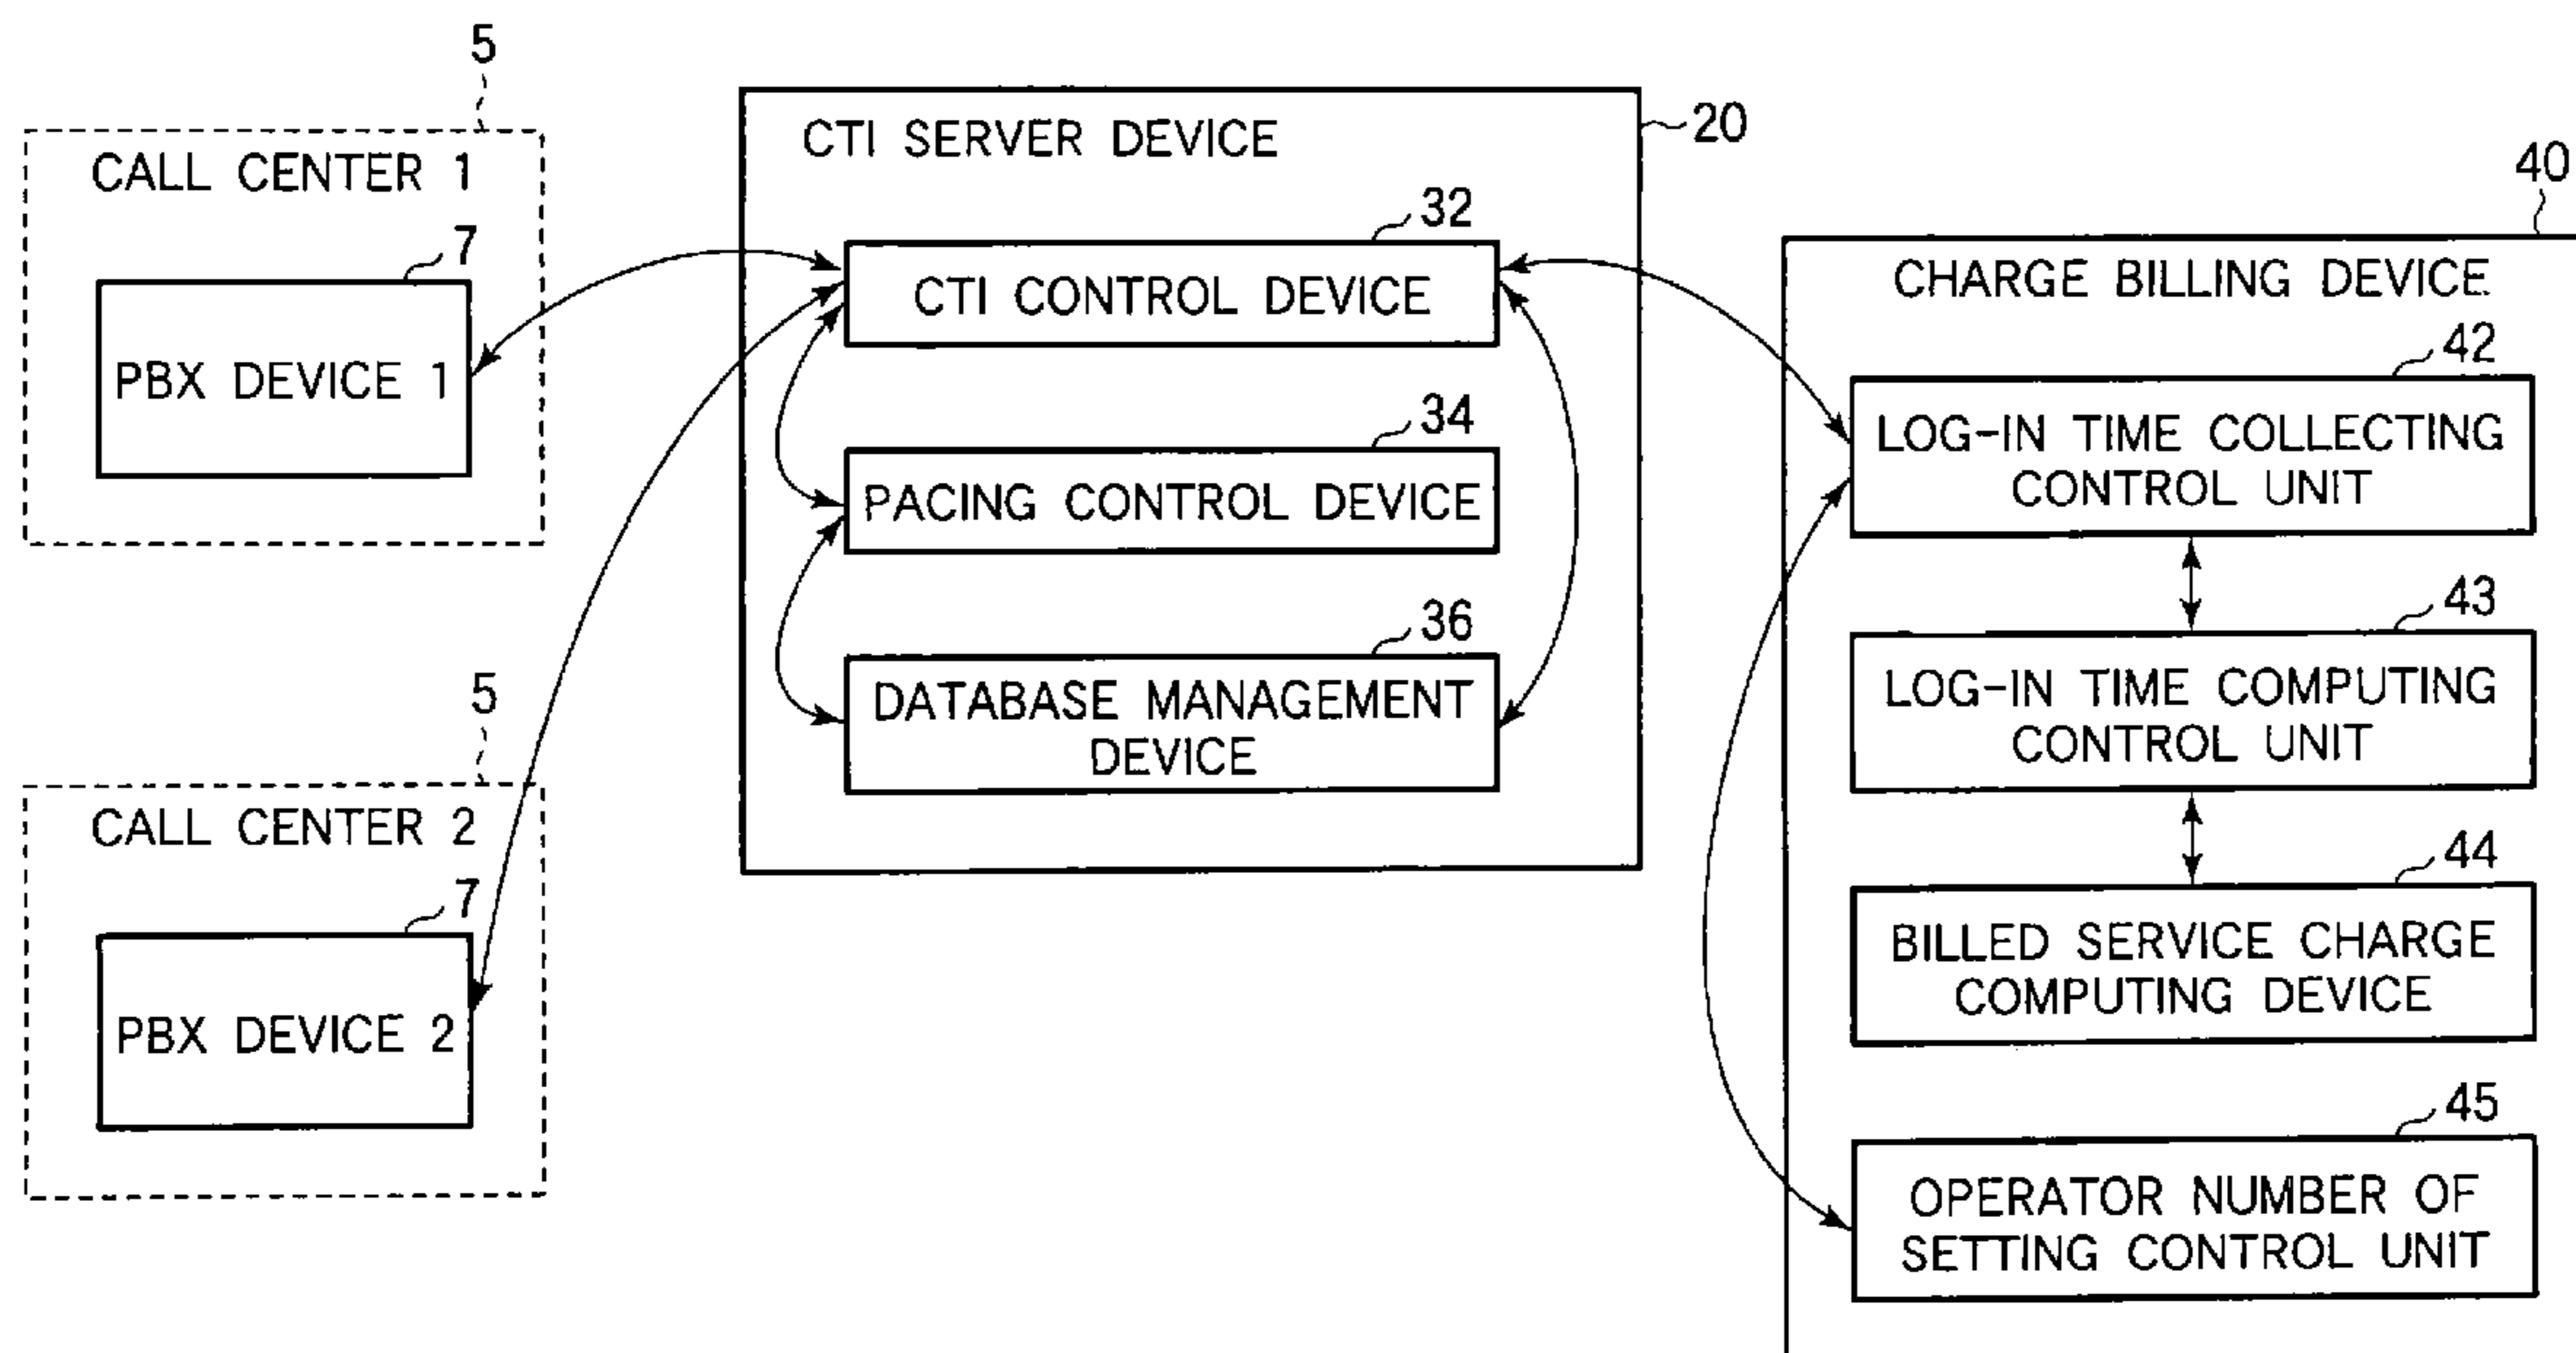 5
CALL CENTER 1
7
PBX DEVICE 1
5
CALL CENTER 2
7
PBX DEVICE 2
20
CTI SERVER DEVICE
32
CTI CONTROL DEVICE
34
PACING CONTROL DEVICE
36
DATABASE MANAGEMENT
DEVICE
40
CHARGE BILLING DEVICE
42
LOG-IN TIME COLLECTING
CONTROL UNIT
43
LOG-IN TIME COMPUTING
CONTROL UNIT
44
BILLED SERVICE CHARGE
COMPUTING DEVICE
45
OPERATOR NUMBER OF
SETTING CONTROL UNIT